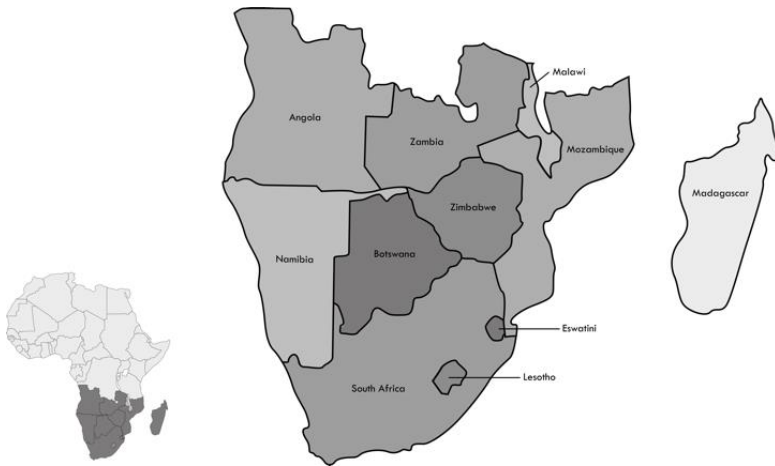 Malawi
Angola
Zambia
Mozambique
Madagascar
Zimbabwe
Namibia
Botswana
Eswatini
Lesotho
South Africa